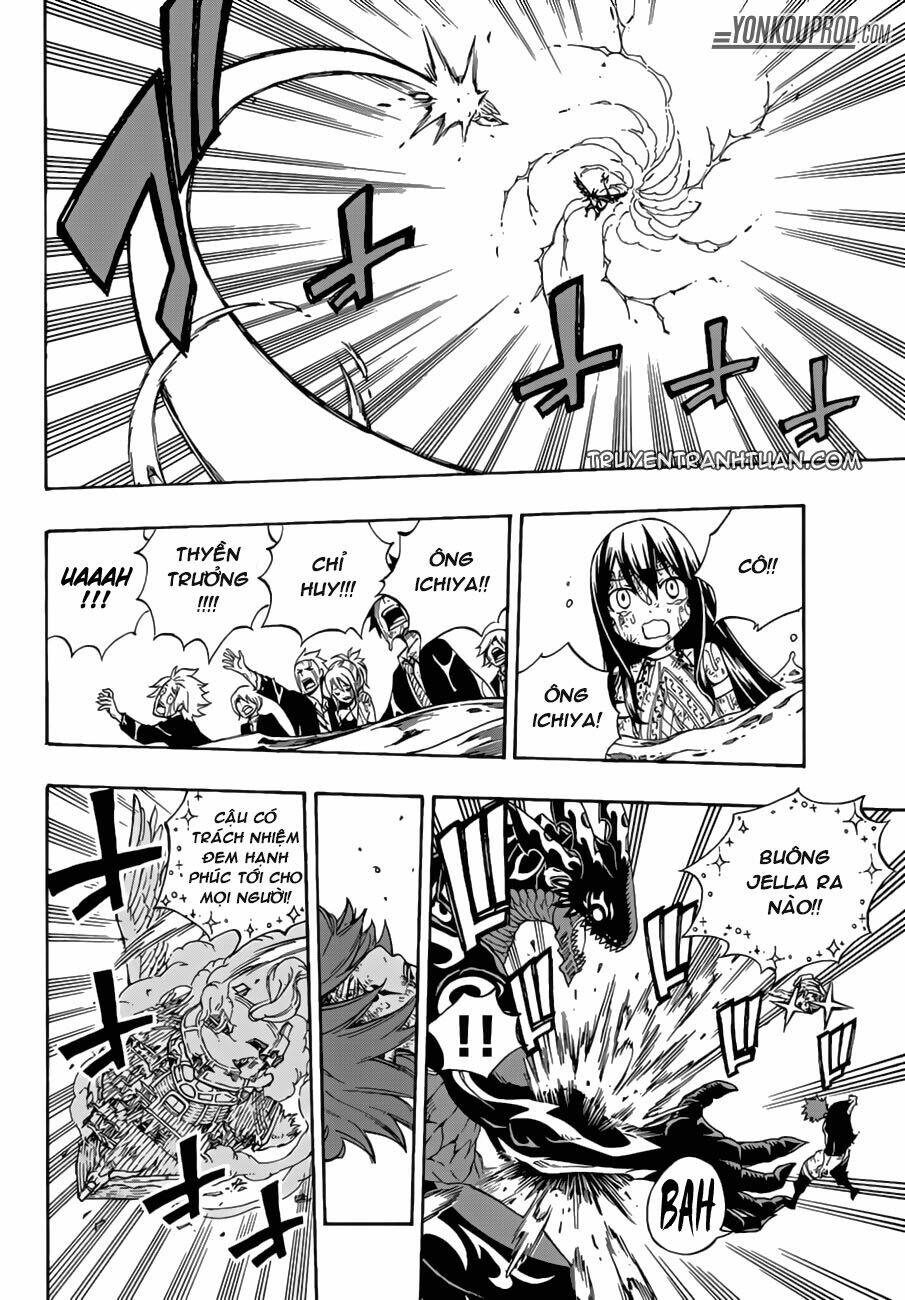 YONKOUPROD.COM
TRUYENTRANHTUAN.COM
CÔ!!
ÔNG
ICHIYA!
ÔNG
ICHIYA!!
CHỈ
HUY!!!
THYỀN
TRƯỞNG
!!!!
UAAAH
!!!
BUÔNG
JELLA RA
NÀO!!
!!
BAH
CẬU CÓ
TRÁCH NHIỆM
ĐEM HẠNH
PHÚC TỚI CHO
MỌI NGƯỜI!